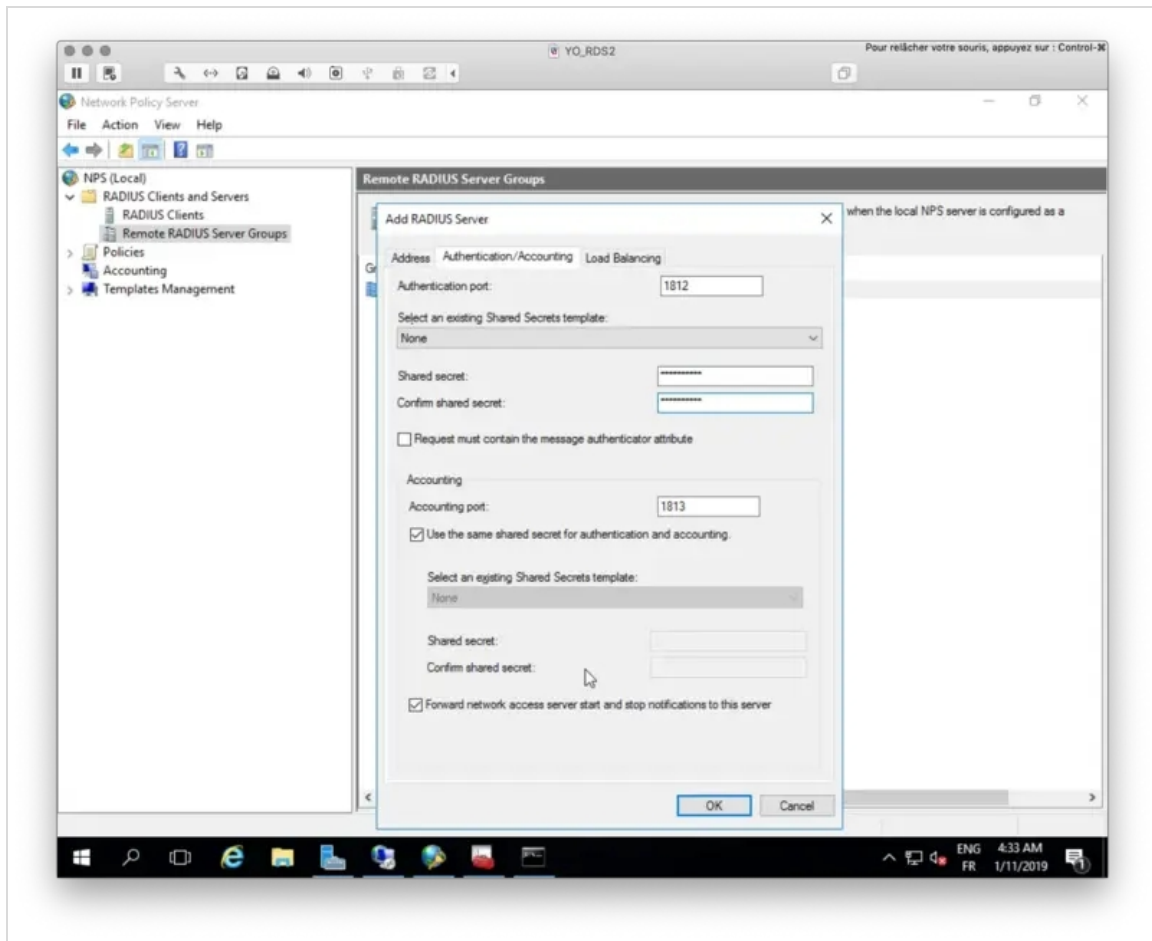 YO_RDS2
Pour relâcher votre souris, appuyez sur : Control-⌘
Network Policy Server
File Action View Help
NPS (Local)
RADIUS Clients and Servers
RADIUS Clients
Remote RADIUS Server Groups
Policies
Accounting
Templates Management
Remote RADIUS Server Groups
when the local NPS server is configured as a
Add RADIUS Server
Address Authentication/Accounting Load Balancing
Authentication port: 1812
Select an existing Shared Secrets template:
None
Shared secret: ••••••••••
Confirm shared secret: ••••••••••
Request must contain the message authenticator attribute
Accounting
Accounting port: 1813
Use the same shared secret for authentication and accounting.
Select an existing Shared Secrets template:
None
Shared secret:
Confirm shared secret:
Forward network access server start and stop notifications to this server
OK Cancel
ENG 4:33 AM
FR 1/11/2019
1